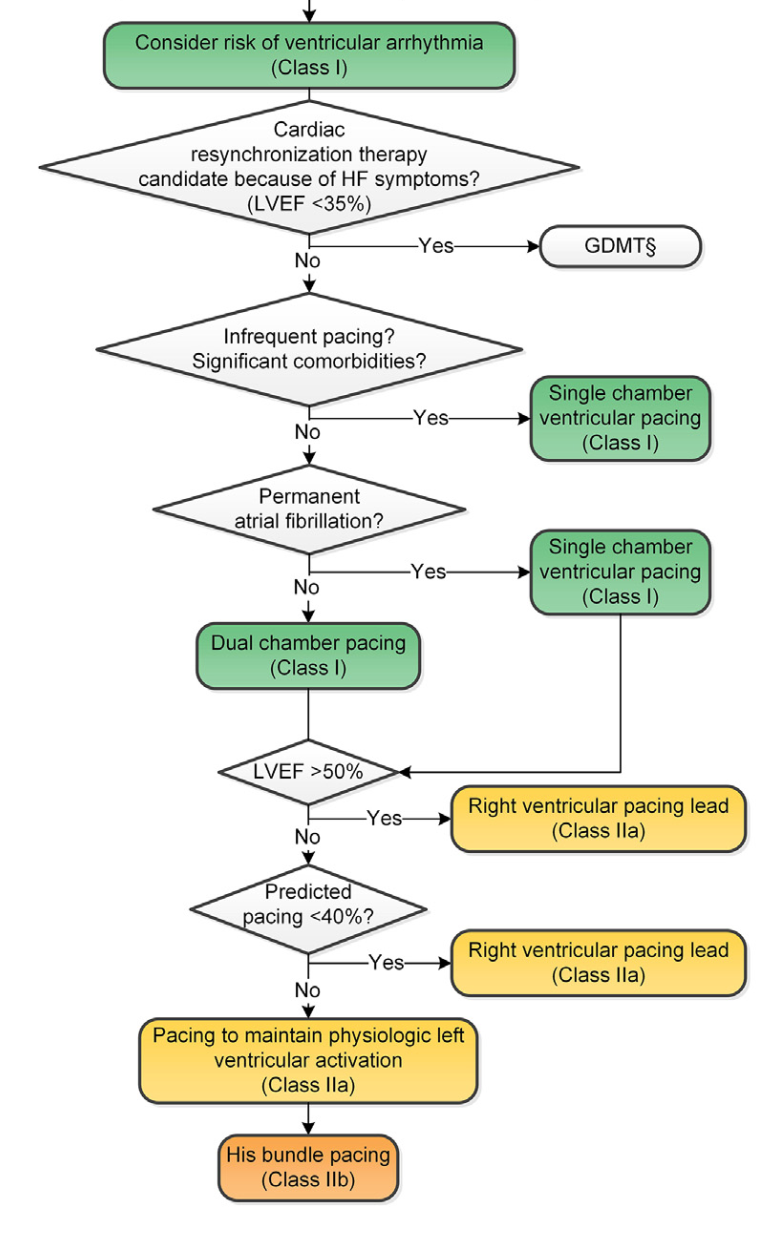 Consider risk of ventricular arrhythmia
(Class I)
Cardiac
resynchronization therapy
candidate because of HF symptoms?
(LVEF <35%)
Yes
GDMT§
No
Infrequent pacing?
Significant comorbidities?
Single chamber
ventricular pacing
(Class I)
Yes
No
Permanent
atrial fibrillation?
Single chamber
ventricular pacing
(Class I)
Yes
No
Dual chamber pacing
(Class I)
LVEF >50%
Right ventricular pacing lead
(Class IIa)
Yes
No
Predicted
pacing <40%?
Right ventricular pacing lead
(Class IIa)
Yes
No
Pacing to maintain physiologic left
ventricular activation
(Class IIa)
His bundle pacing
(Class IIb)